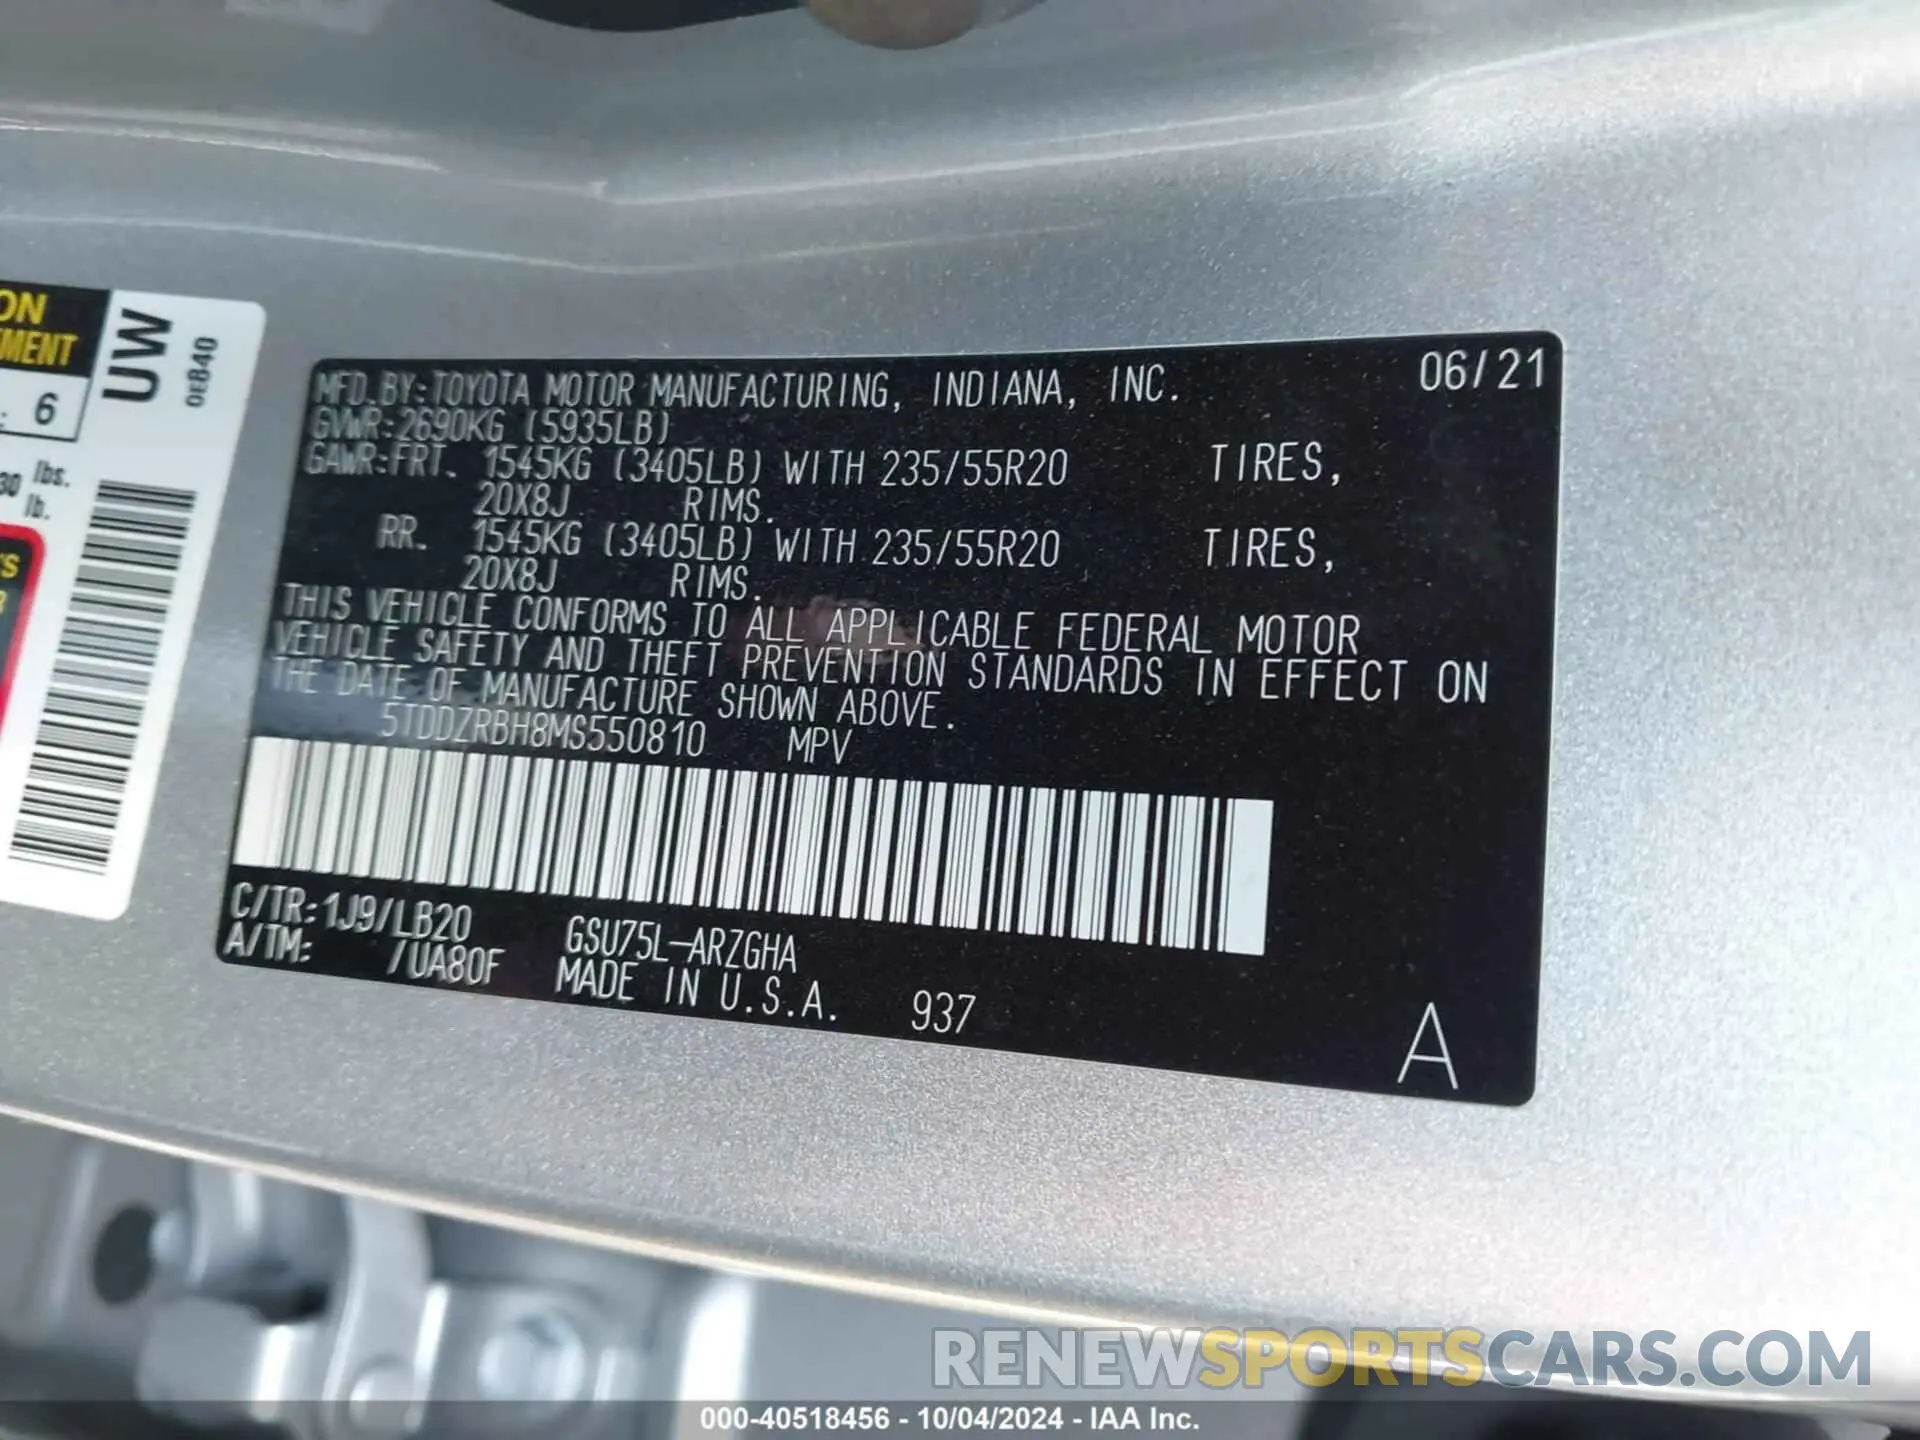 ON
TMENT
: 6
30 lbs.
lb.
'S
R
UW
0E840
MFD.BY:TOYOTA MOTOR MANUFACTURING, INDIANA, INC. 06/21
GVWR:2690KG (5935LB)
GAWR:FRT. 1545KG (3405LB) WITH 235/55R20 TIRES,
20X8J RIMS.
RR. 1545KG (3405LB) WITH 235/55R20 TIRES,
20X8J RIMS.
THIS VEHICLE CONFORMS TO ALL APPLICABLE FEDERAL MOTOR
VEHICLE SAFETY AND THEFT PREVENTION STANDARDS IN EFFECT ON
THE DATE OF MANUFACTURE SHOWN ABOVE.
5TDDZRBH8MS550810 MPV
C/TR:1J9/LB20 GSU75L-ARZGHA
A/TM: /UA80F MADE IN U.S.A. 937
A
RENEWSPORTSCARS.COM
000-40518456 - 10/04/2024 - IAA Inc.